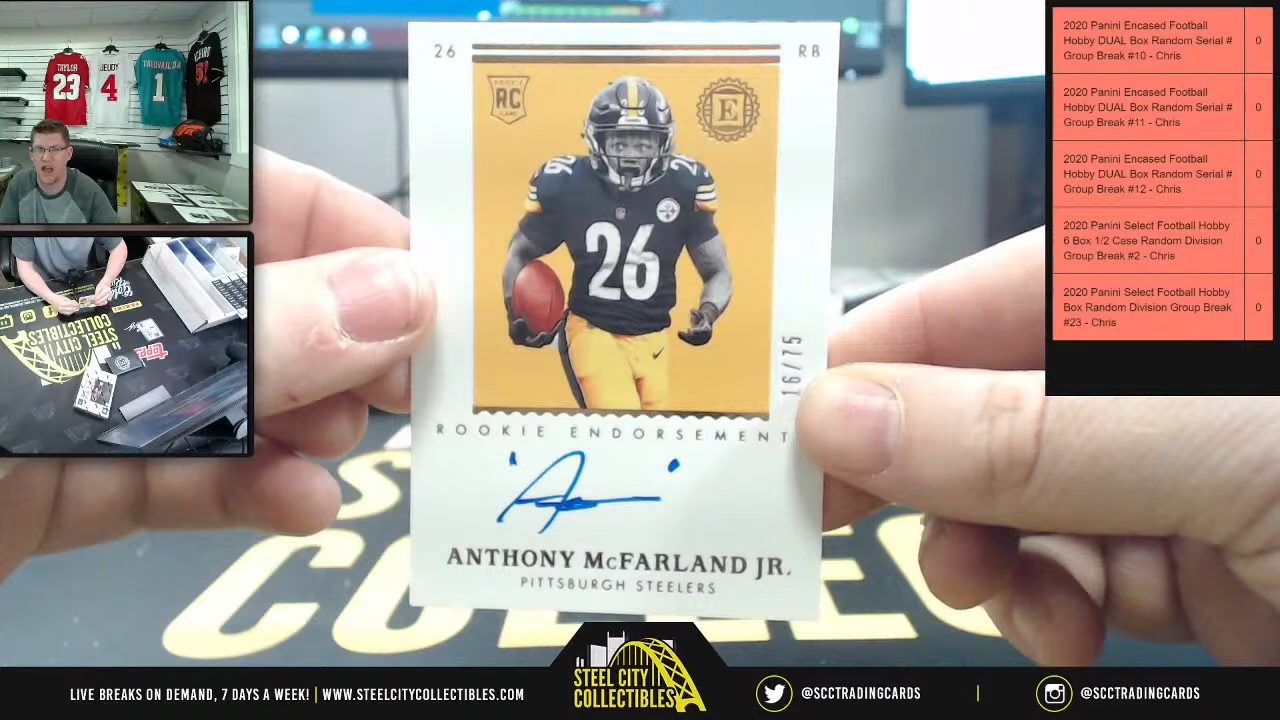 26
RB
ROOKIE
RC
CARD
E
26
26
16/75
ROOKIE ENDORSEMENT
ANTHONY McFARLAND JR.
PITTSBURGH STEELERS
TAYLOR
23
JEUDY
4
TAGOVAILOA
1
STEEL CITY
COLLECTIBLES
topps
2020 Panini Encased Football
Hobby DUAL Box Random Serial #
Group Break #10 - Chris
0
2020 Panini Encased Football
Hobby DUAL Box Random Serial #
Group Break #11 - Chris
0
2020 Panini Encased Football
Hobby DUAL Box Random Serial #
Group Break #12 - Chris
0
2020 Panini Select Football Hobby
6 Box 1/2 Case Random Division
Group Break #2 - Chris
0
2020 Panini Select Football Hobby
Box Random Division Group Break
#23 - Chris
0
LIVE BREAKS ON DEMAND, 7 DAYS A WEEK! | WWW.STEELCITYCOLLECTIBLES.COM
STEEL CITY
COLLECTIBLES
@SCCTRADINGCARDS
@SCCTRADINGCARDS